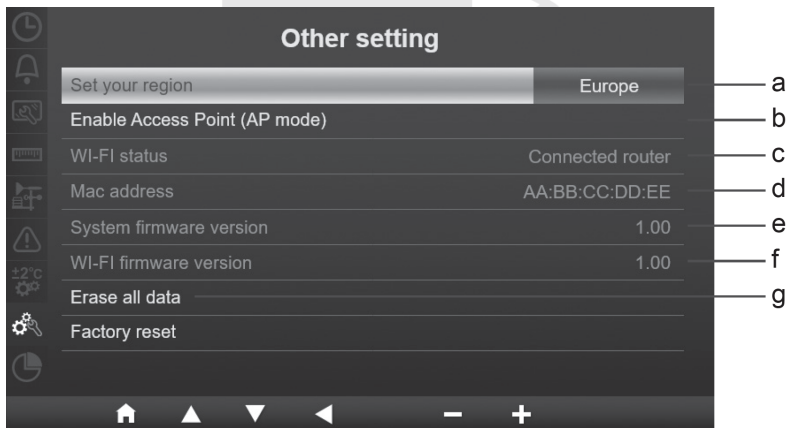 Other setting
Set your region Europe a
Enable Access Point (AP mode) b
WI-FI status Connected router c
Mac address AA:BB:CC:DD:EE d
System firmware version 1.00 e
WI-FI firmware version 1.00 f
Erase all data g
Factory reset
±2°C